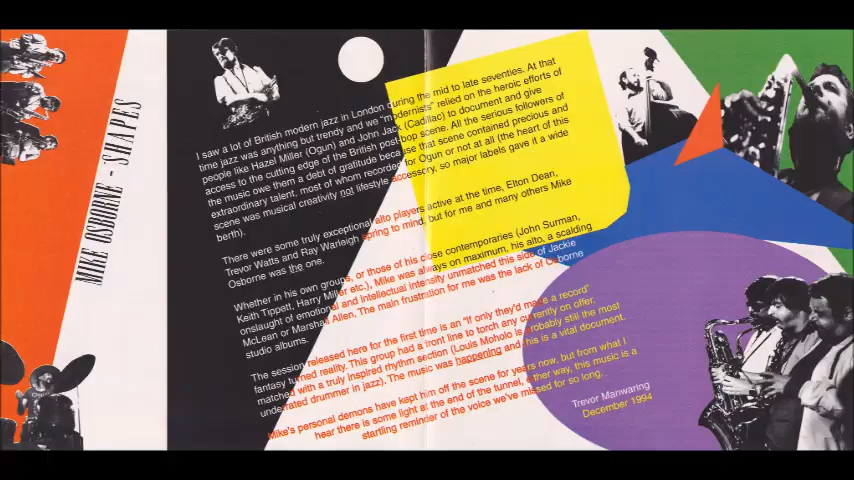 MIKE OSBORNE - SHAPES
I saw a lot of British modern jazz in London during the mid to late seventies. At that
time jazz was anything but trendy and we "modernists" relied on the heroic efforts of
people like Hazel Miller (Ogun) and John Jack (Cadillac) to document and give
access to the cutting edge of the British post-bop scene. All the serious followers of
the music owe them a debt of gratitude because that scene contained precious and
extraordinary talent, most of whom recorded for Ogun or not at all (the heart of this
scene was musical creativity not lifestyle accessory, so major labels gave it a wide
berth).
There were some truly exceptional alto players active at the time, Elton Dean,
Trevor Watts and Ray Warleigh spring to mind, but for me and many others Mike
Osborne was the one.
Whether in his own groups, or those of his close contemporaries (John Surman,
Keith Tippett, Harry Miller etc.), Mike was always on maximum, his alto, a scalding
onslaught of emotional and intellectual intensity unmatched this side of Jackie
McLean or Marshall Allen. The main frustration for me was the lack of Osborne
studio albums.
The session released here for the first time is an "if only they'd made a record"
fantasy turned reality. This group had a front line to torch any currently on offer,
matched with a truly inspired rhythm section (Louis Moholo is probably still the most
underrated drummer in jazz). The music was happening and this is a vital document.
Mike's personal demons have kept him off the scene for years now, but from what I
hear there is some light at the end of the tunnel, either way, this music is a
startling reminder of the voice we've missed for so long.
Trevor Manwaring
December 1994